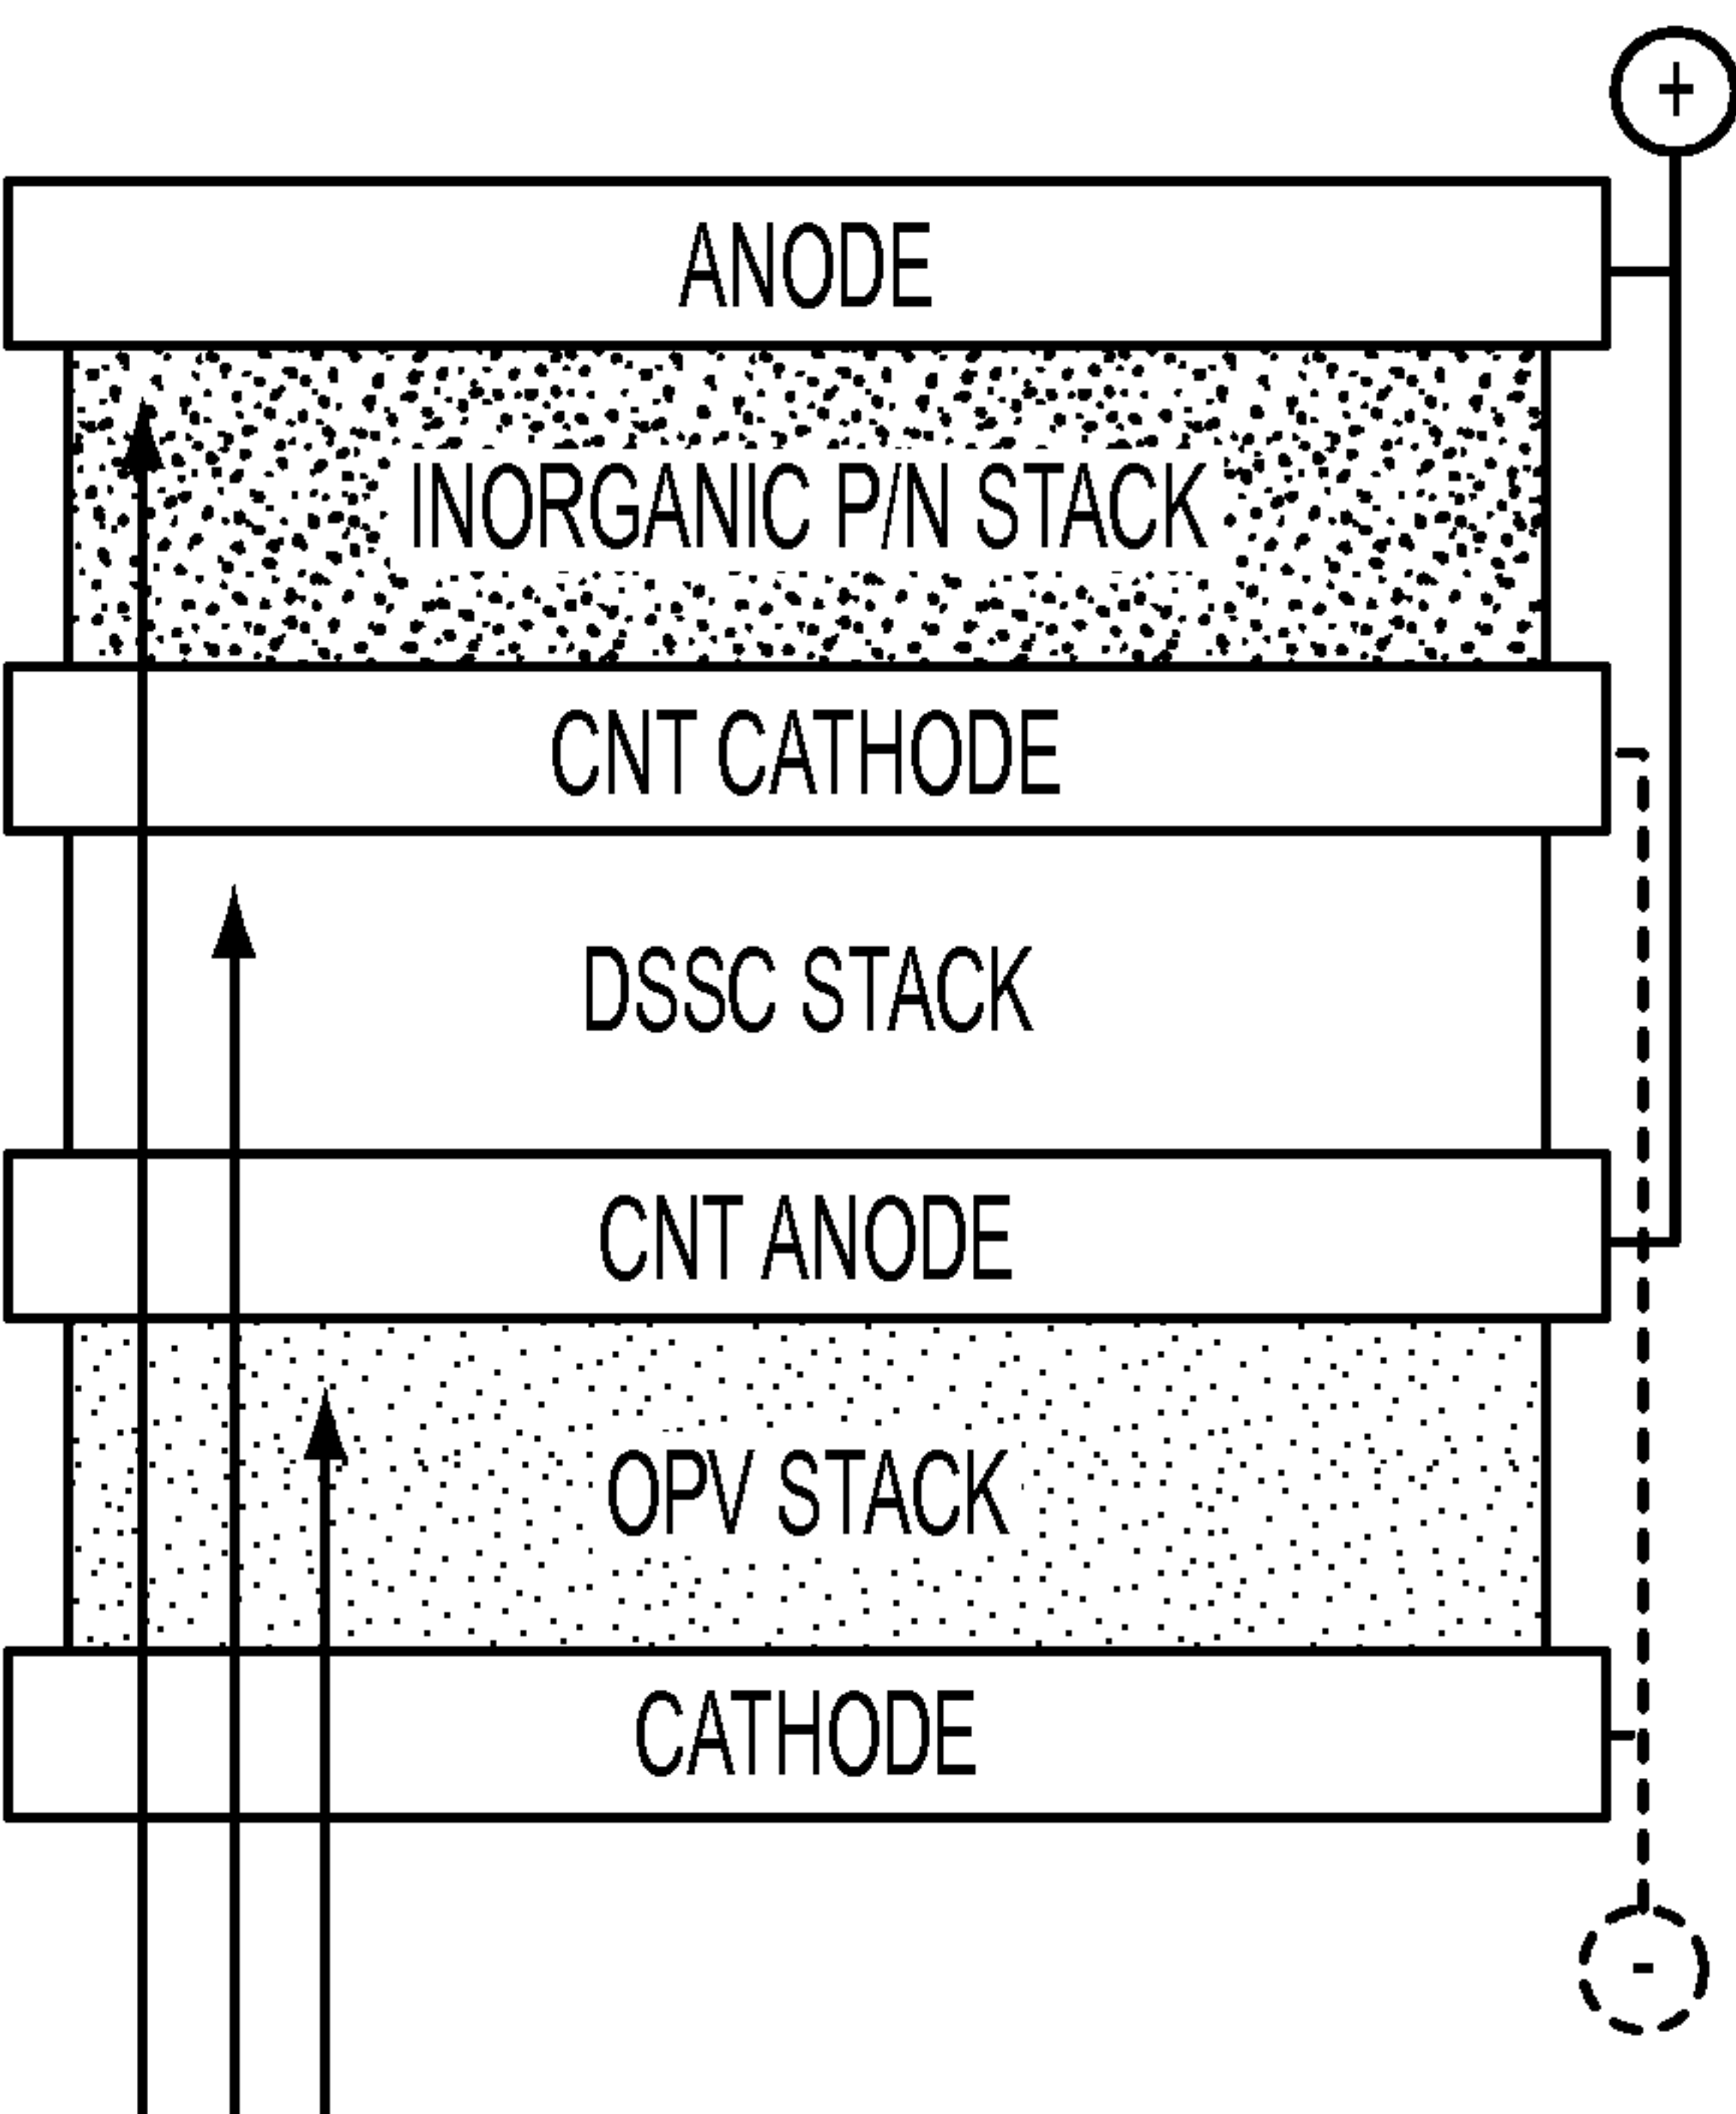 +
ANODE
INORGANIC P/N STACK
CNT CATHODE
DSSC STACK
CNT ANODE
OPV STACK
CATHODE
-